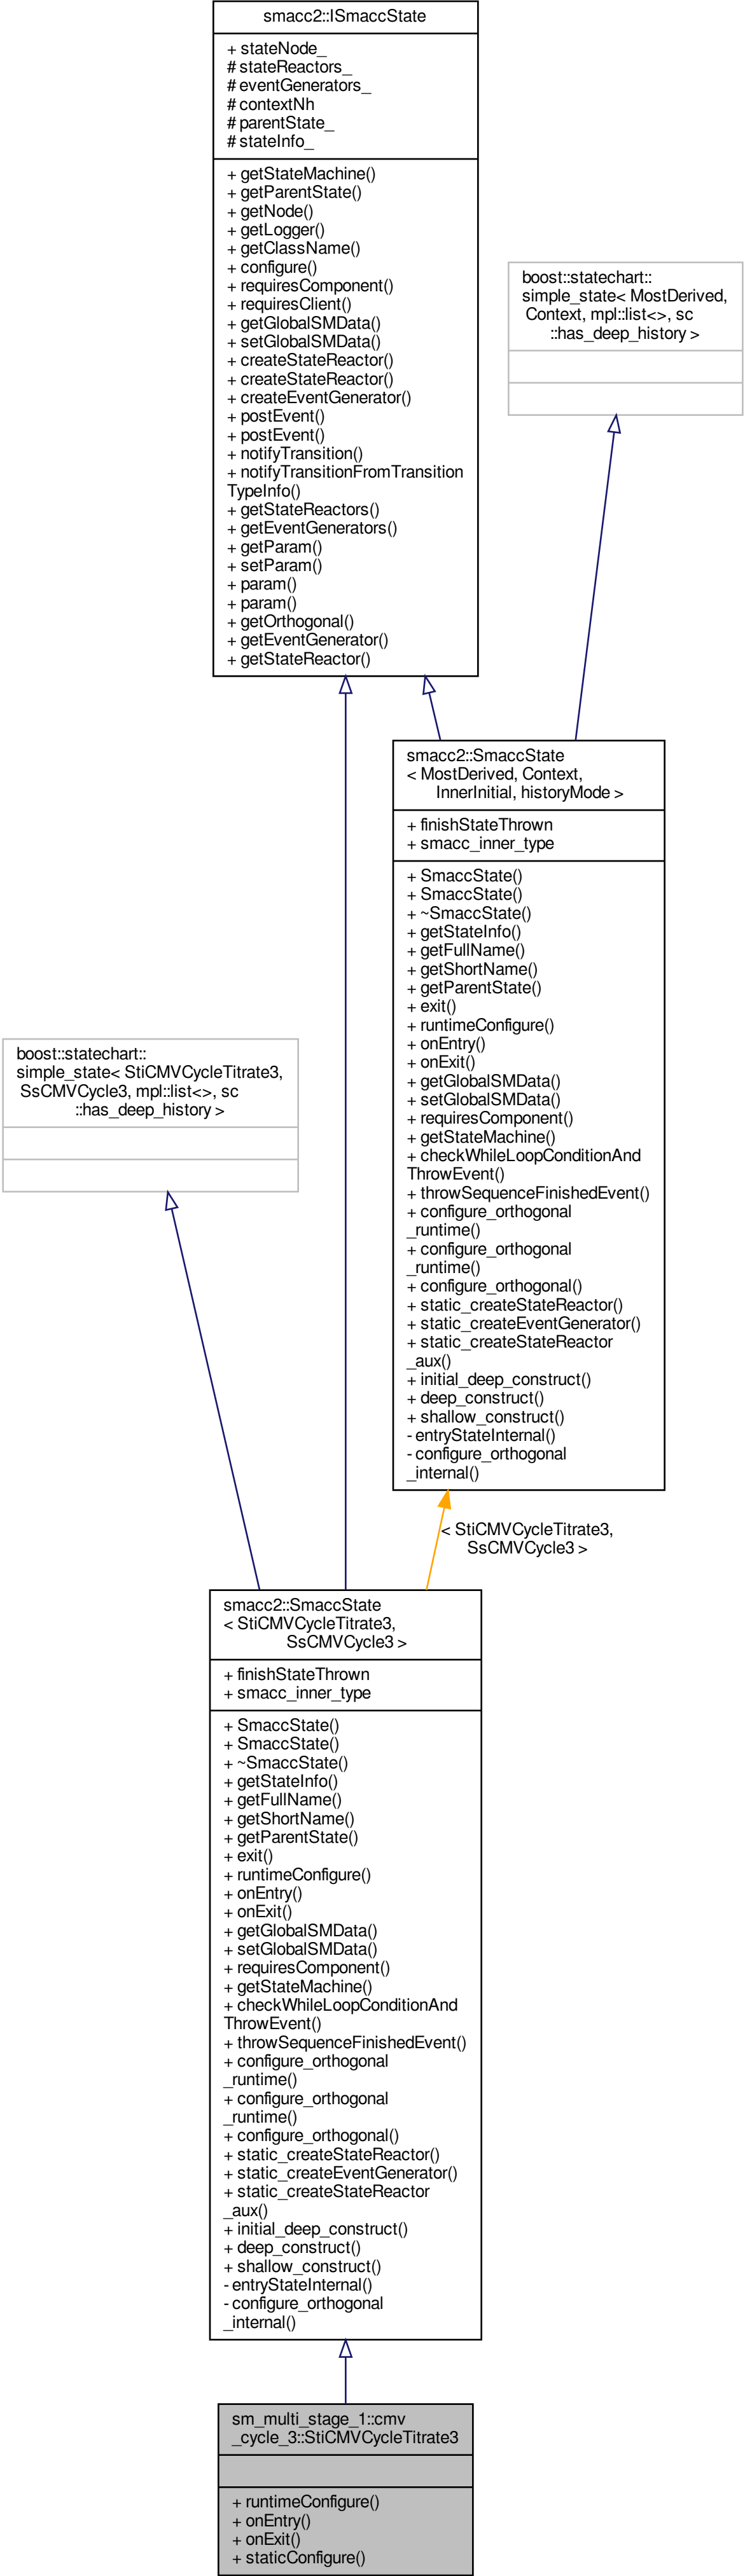 smacc2::ISmaccState
+ stateNode_
# stateReactors_
# eventGenerators_
# contextNh
# parentState_
# stateInfo_
+ getStateMachine()
+ getParentState()
+ getNode()
+ getLogger()
+ getClassName()
+ configure()
+ requiresComponent()
+ requiresClient()
+ getGlobalSMData()
+ setGlobalSMData()
+ createStateReactor()
+ createStateReactor()
+ createEventGenerator()
+ postEvent()
+ postEvent()
+ notifyTransition()
+ notifyTransitionFromTransition
TypeInfo()
+ getStateReactors()
+ getEventGenerators()
+ getParam()
+ setParam()
+ param()
+ param()
+ getOrthogonal()
+ getEventGenerator()
+ getStateReactor()
boost::statechart::
simple_state< MostDerived,
Context, mpl::list<>, sc
::has_deep_history >
smacc2::SmaccState
< MostDerived, Context,
InnerInitial, historyMode >
+ finishStateThrown
+ smacc_inner_type
+ SmaccState()
+ SmaccState()
+ ~SmaccState()
+ getStateInfo()
+ getFullName()
+ getShortName()
+ getParentState()
+ exit()
+ runtimeConfigure()
+ onEntry()
+ onExit()
+ getGlobalSMData()
+ setGlobalSMData()
+ requiresComponent()
+ getStateMachine()
+ checkWhileLoopConditionAnd
ThrowEvent()
+ throwSequenceFinishedEvent()
+ configure_orthogonal
_runtime()
+ configure_orthogonal
_runtime()
+ configure_orthogonal()
+ static_createStateReactor()
+ static_createEventGenerator()
+ static_createStateReactor
_aux()
+ initial_deep_construct()
+ deep_construct()
+ shallow_construct()
- entryStateInternal()
- configure_orthogonal
_internal()
boost::statechart::
simple_state< StiCMVCycleTitrate3,
SsCMVCycle3, mpl::list<>, sc
::has_deep_history >
< StiCMVCycleTitrate3,
SsCMVCycle3 >
smacc2::SmaccState
< StiCMVCycleTitrate3,
SsCMVCycle3 >
+ finishStateThrown
+ smacc_inner_type
+ SmaccState()
+ SmaccState()
+ ~SmaccState()
+ getStateInfo()
+ getFullName()
+ getShortName()
+ getParentState()
+ exit()
+ runtimeConfigure()
+ onEntry()
+ onExit()
+ getGlobalSMData()
+ setGlobalSMData()
+ requiresComponent()
+ getStateMachine()
+ checkWhileLoopConditionAnd
ThrowEvent()
+ throwSequenceFinishedEvent()
+ configure_orthogonal
_runtime()
+ configure_orthogonal
_runtime()
+ configure_orthogonal()
+ static_createStateReactor()
+ static_createEventGenerator()
+ static_createStateReactor
_aux()
+ initial_deep_construct()
+ deep_construct()
+ shallow_construct()
- entryStateInternal()
- configure_orthogonal
_internal()
sm_multi_stage_1::cmv
_cycle_3::StiCMVCycleTitrate3
+ runtimeConfigure()
+ onEntry()
+ onExit()
+ staticConfigure()